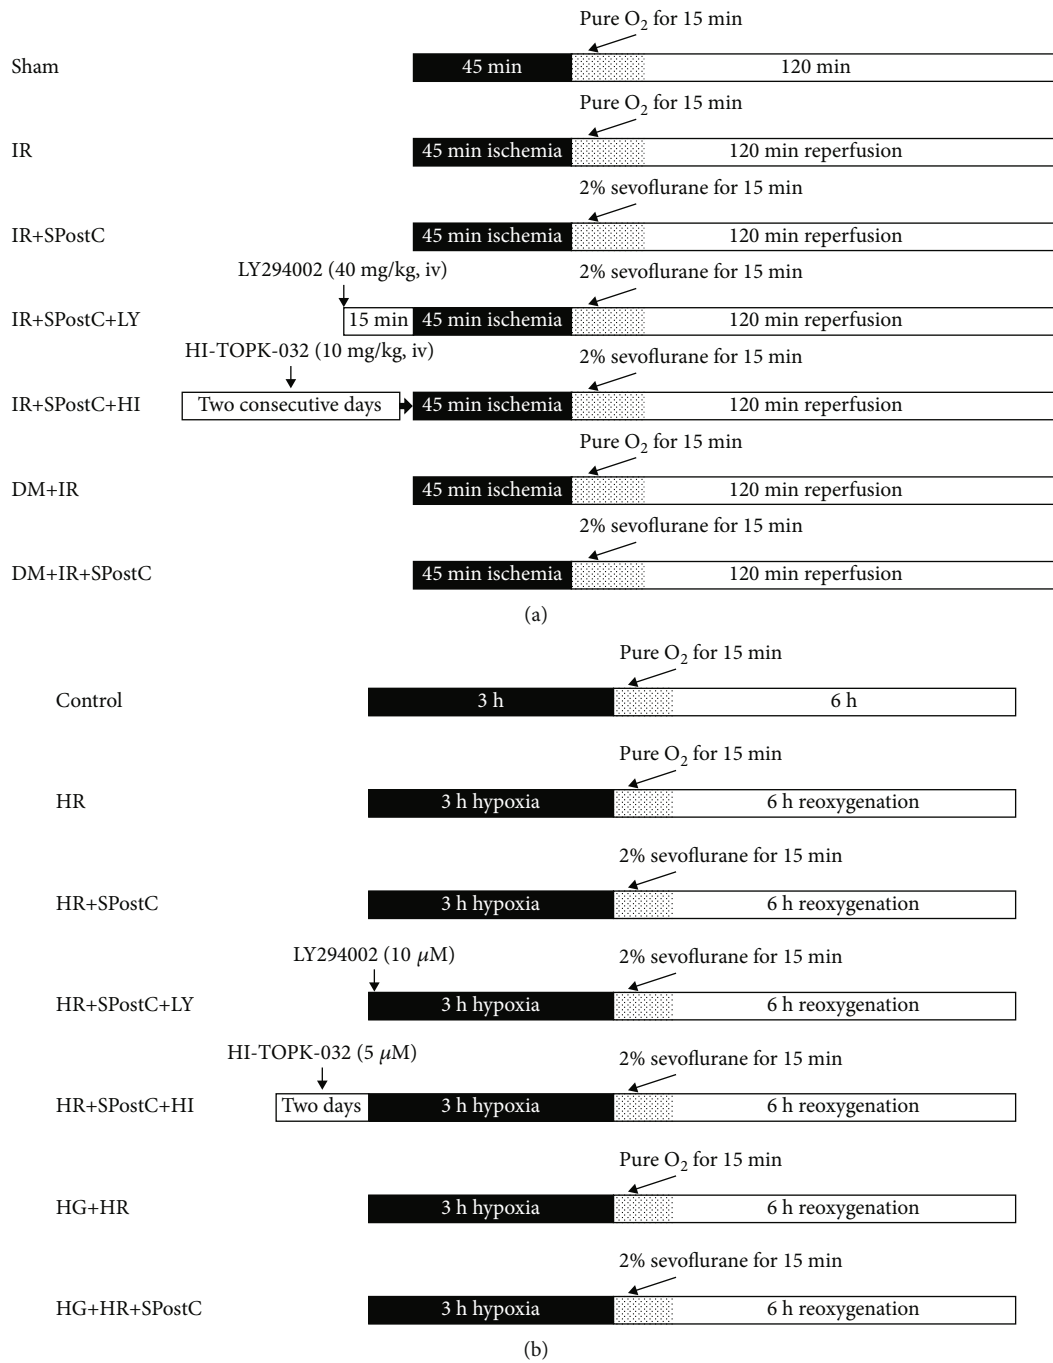 Pure O2 for 15 min
Sham
45 min
120 min
Pure O2 for 15 min
IR
45 min ischemia
120 min reperfusion
2% sevoflurane for 15 min
IR+SPostC
45 min ischemia
120 min reperfusion
LY294002 (40 mg/kg, iv)
2% sevoflurane for 15 min
IR+SPostC+LY
15 min
45 min ischemia
120 min reperfusion
HI-TOPK-032 (10 mg/kg, iv)
2% sevoflurane for 15 min
IR+SPostC+HI
Two consecutive days
45 min ischemia
120 min reperfusion
Pure O2 for 15 min
DM+IR
45 min ischemia
120 min reperfusion
2% sevoflurane for 15 min
DM+IR+SPostC
45 min ischemia
120 min reperfusion
(a)
Pure O2 for 15 min
Control
3 h
6 h
Pure O2 for 15 min
HR
3 h hypoxia
6 h reoxygenation
2% sevoflurane for 15 min
HR+SPostC
3 h hypoxia
6 h reoxygenation
LY294002 (10 μM)
2% sevoflurane for 15 min
HR+SPostC+LY
3 h hypoxia
6 h reoxygenation
HI-TOPK-032 (5 μM)
2% sevoflurane for 15 min
HR+SPostC+HI
Two days
3 h hypoxia
6 h reoxygenation
Pure O2 for 15 min
HG+HR
3 h hypoxia
6 h reoxygenation
2% sevoflurane for 15 min
HG+HR+SPostC
3 h hypoxia
6 h reoxygenation
(b)